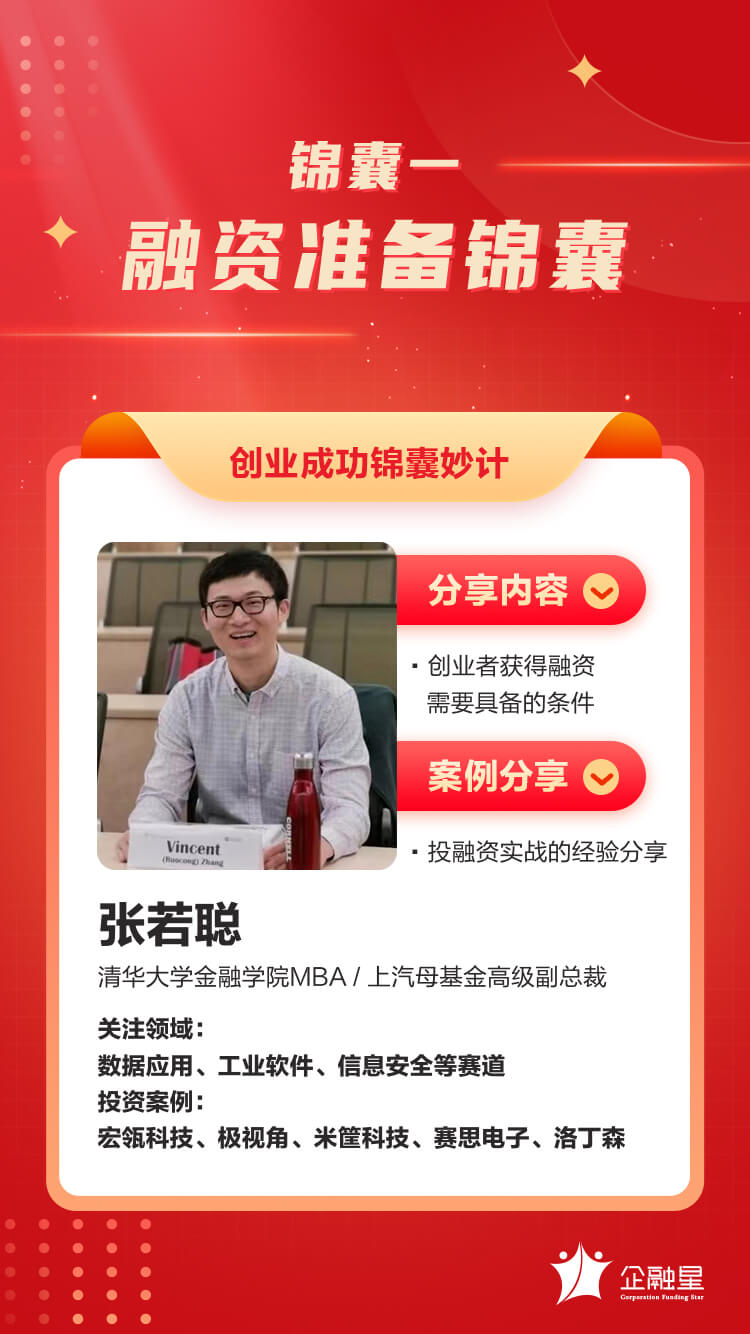 锦囊一
融资准备锦囊
创业成功锦囊妙计
分享内容
· 创业者获得融资
需要具备的条件
案例分享
· 投融资实战的经验分享
CORNELL
Vincent
(Ruocong) Zhang
张若聪
清华大学金融学院MBA / 上汽母基金高级副总裁
关注领域：
数据应用、工业软件、信息安全等赛道
投资案例：
宏瓴科技、极视角、米筐科技、赛思电子、洛丁森
企融星
Corporation Funding Star